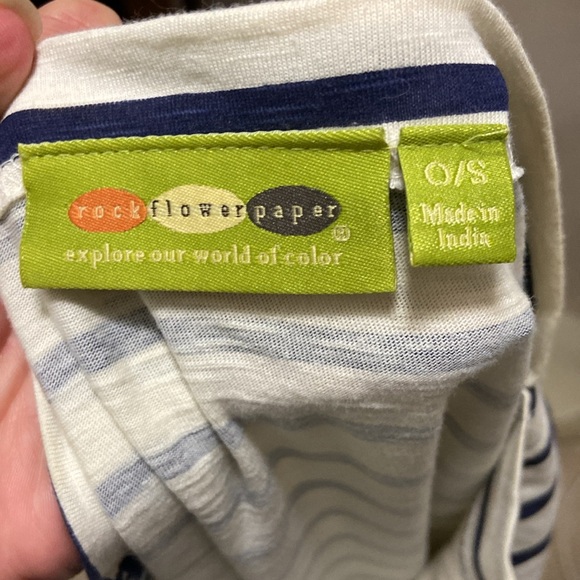 rockflowerpaper
®
explore our world of color
O/S
Made in
India